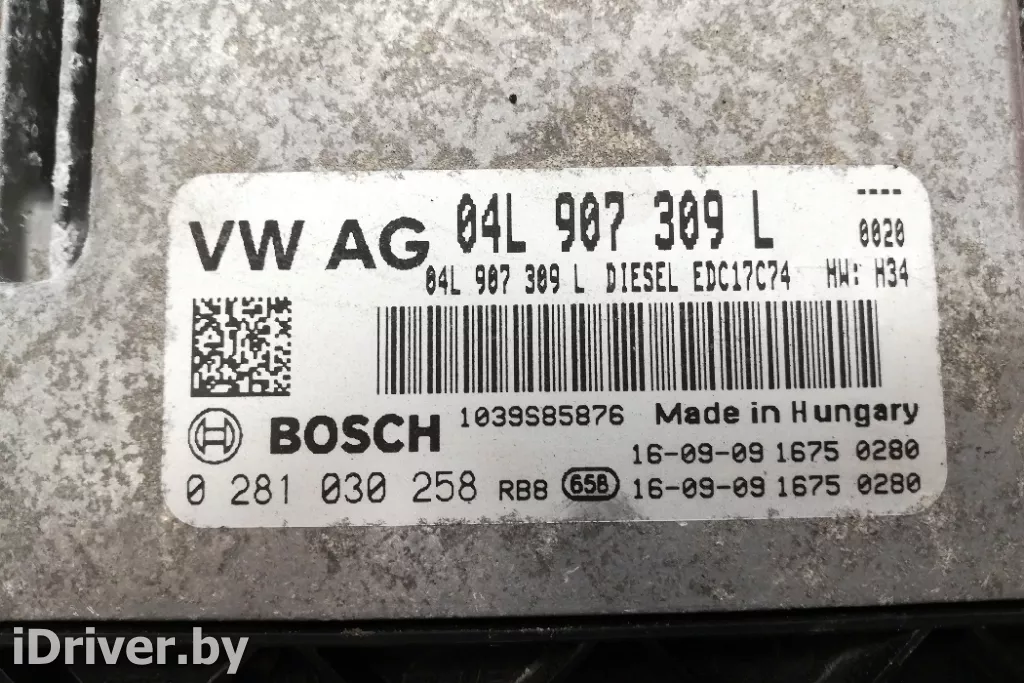 VW AG 04L 907 309 L ----
0020
04L 907 309 L DIESEL EDC17C74 HW: H34
BOSCH 1039S85876 Made in Hungary
16-09-09 1675 0280
0 281 030 258 RB8 658 16-09-09 1675 0280
iDriver.by